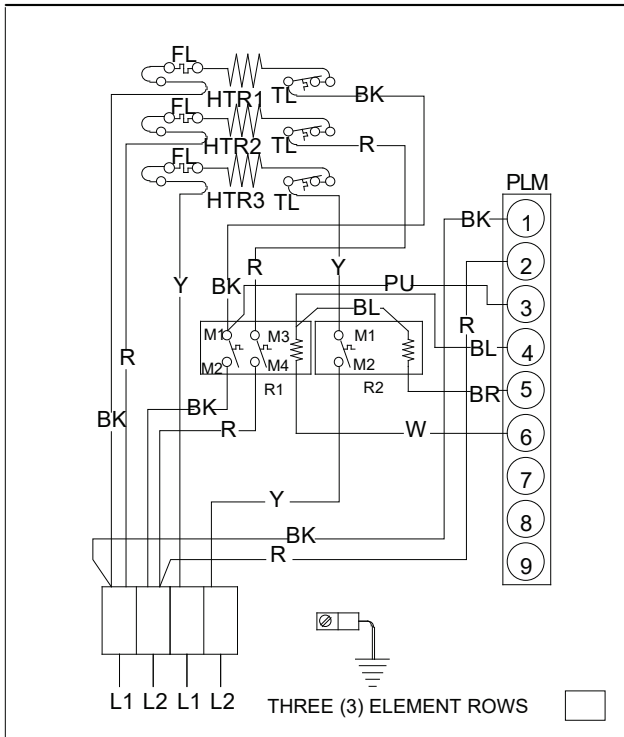 FL
HTR1 TL BK
FL
HTR2 TL R
FL
HTR3 TL
PLM
BK 1
2
Y R BK R Y PU 3
BL R
M1 M3 M1 BL 4
M2 M4 M2
R1 R2 BR 5
R BK
BK R W 6
7
Y
BK 8
R 9
L1 L2 L1 L2
THREE (3) ELEMENT ROWS